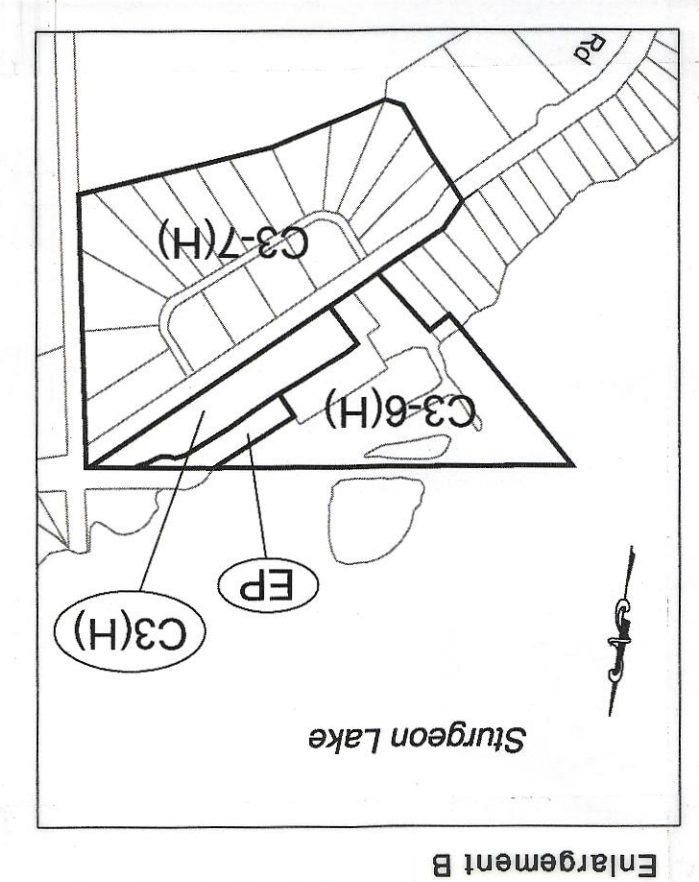 Enlargement B
Sturgeon Lake
C3(H)
EP
C3-6(H)
C3-7(H)
Rd